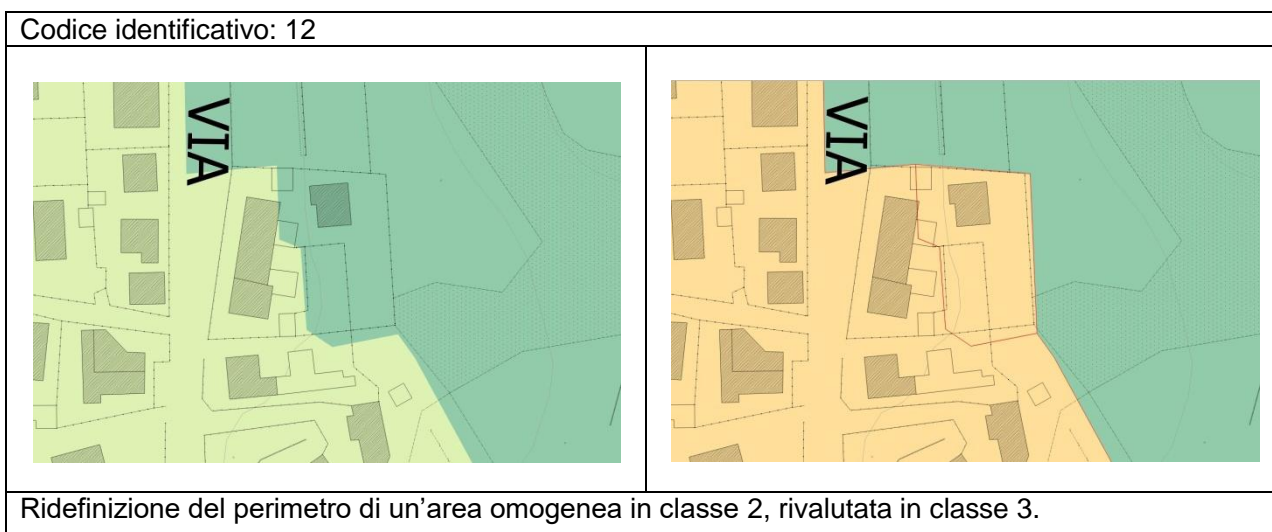 Codice identificativo: 12
VIA
VIA
Ridefinizione del perimetro di un’area omogenea in classe 2, rivalutata in classe 3.